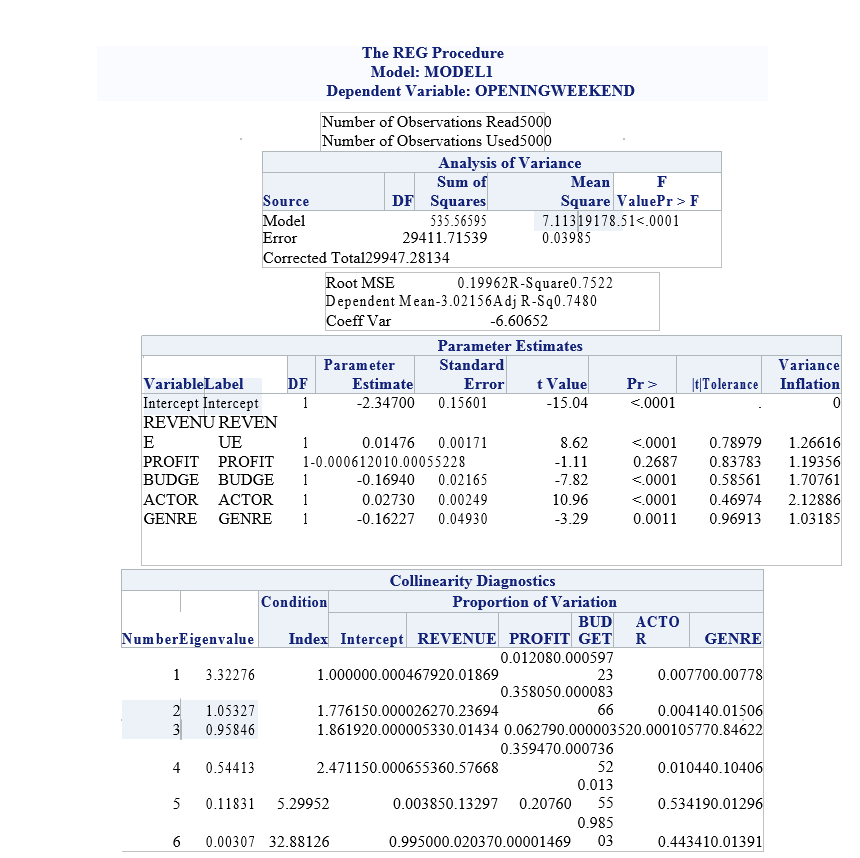 The REG Procedure
Model: MODEL1
Dependent Variable: OPENINGWEEKEND
Number of Observations Read5000
Number of Observations Used5000
Analysis of Variance
Sum of Mean F
Source DF Squares Square ValuePr > F
Model 535.56595 7.11319178.51<.0001
Error 29411.71539 0.03985
Corrected Total29947.28134
Root MSE 0.19962R-Square0.7522
Dependent Mean-3.02156Adj R-Sq0.7480
Coeff Var -6.60652
Parameter Estimates
Parameter Standard Variance
VariableLabel DF Estimate Error t Value Pr > |t|Tolerance Inflation
Intercept Intercept 1 -2.34700 0.15601 -15.04 <.0001 . 0
REVENU REVEN
E UE 1 0.01476 0.00171 8.62 <.0001 0.78979 1.26616
PROFIT PROFIT 1-0.000612010.00055228 -1.11 0.2687 0.83783 1.19356
BUDGE BUDGE 1 -0.16940 0.02165 -7.82 <.0001 0.58561 1.70761
ACTOR ACTOR 1 0.02730 0.00249 10.96 <.0001 0.46974 2.12886
GENRE GENRE 1 -0.16227 0.04930 -3.29 0.0011 0.96913 1.03185
Collinearity Diagnostics
Condition Proportion of Variation
BUD ACTO
NumberEigenvalue Index Intercept REVENUE PROFIT GET R GENRE
0.012080.000597
1 3.32276 1.000000.000467920.01869 23 0.007700.00778
0.358050.000083
2 1.05327 1.776150.000026270.23694 66 0.004140.01506
3 0.95846 1.861920.000005330.01434 0.062790.000003520.000105770.84622
0.359470.000736
4 0.54413 2.471150.000655360.57668 52 0.010440.10406
0.013
5 0.11831 5.29952 0.003850.13297 0.20760 55 0.534190.01296
0.985
6 0.00307 32.88126 0.995000.020370.00001469 03 0.443410.01391